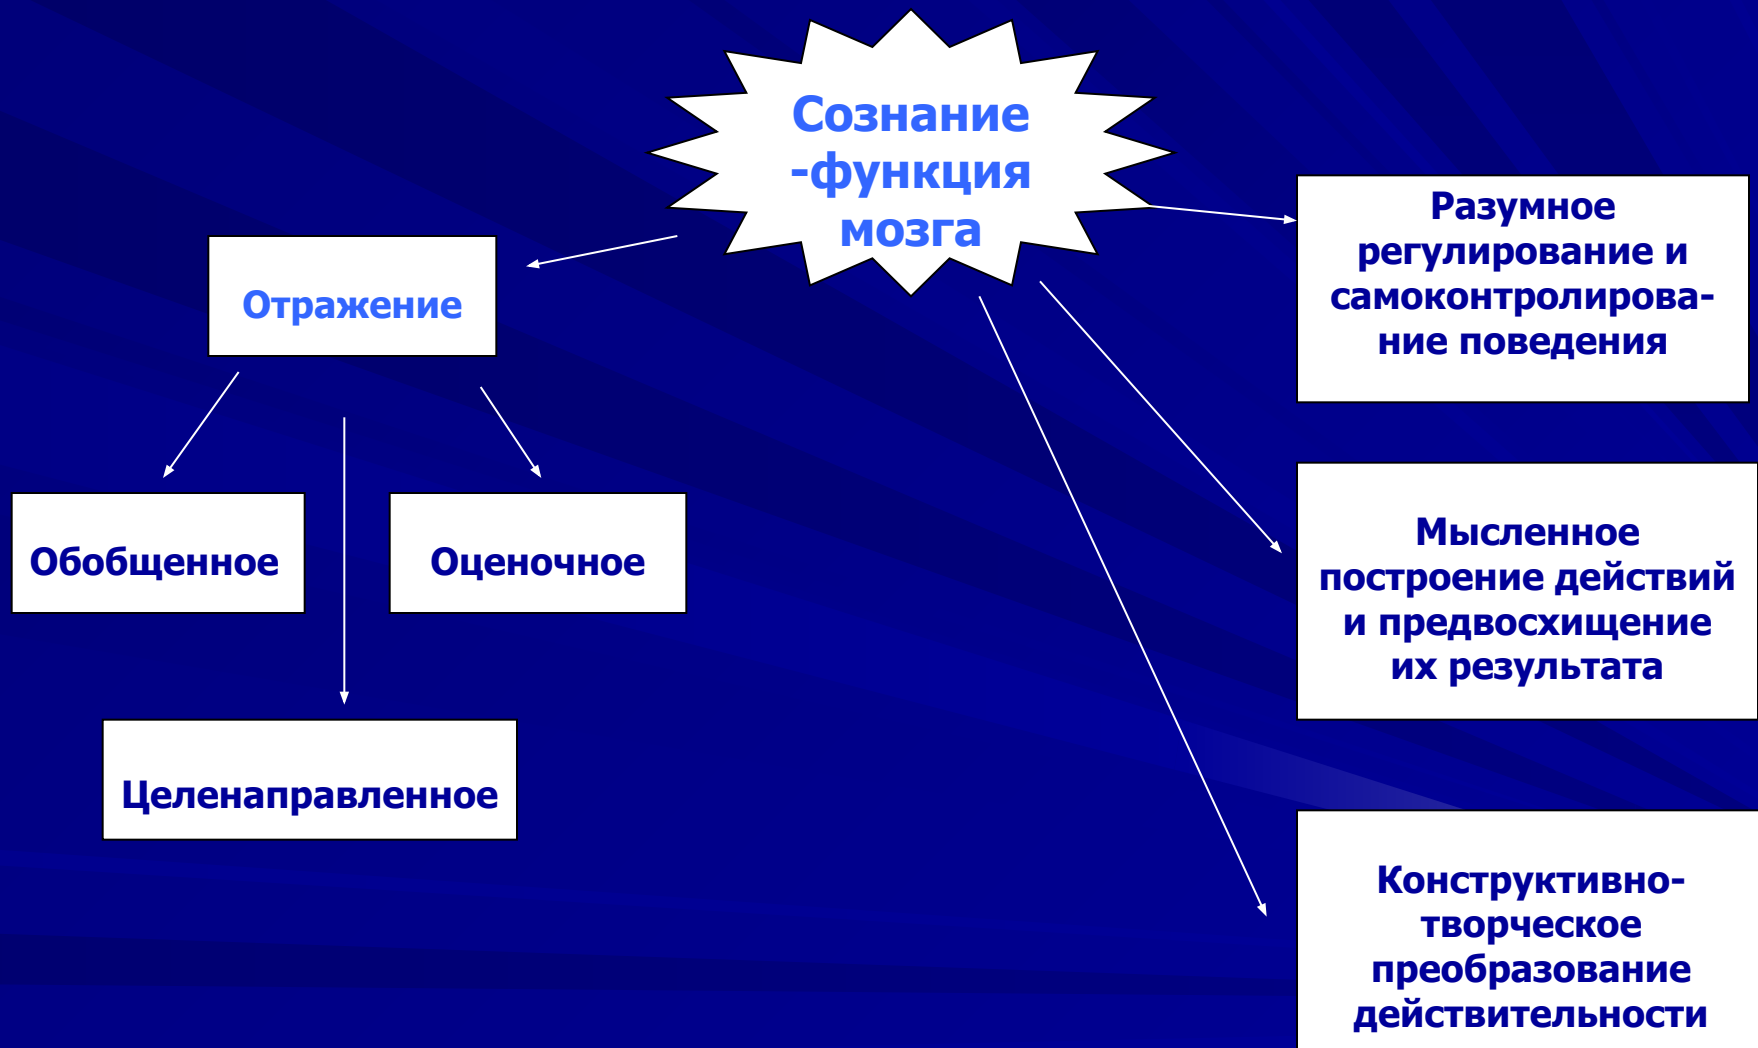 Сознание
-функция
мозга
Отражение
Обобщенное
Оценочное
Целенаправленное
Разумное
регулирование и
самоконтролирова-
ние поведения
Мысленное
построение действий
и предвосхищение
их результата
Конструктивно-
творческое
преобразование
действительности